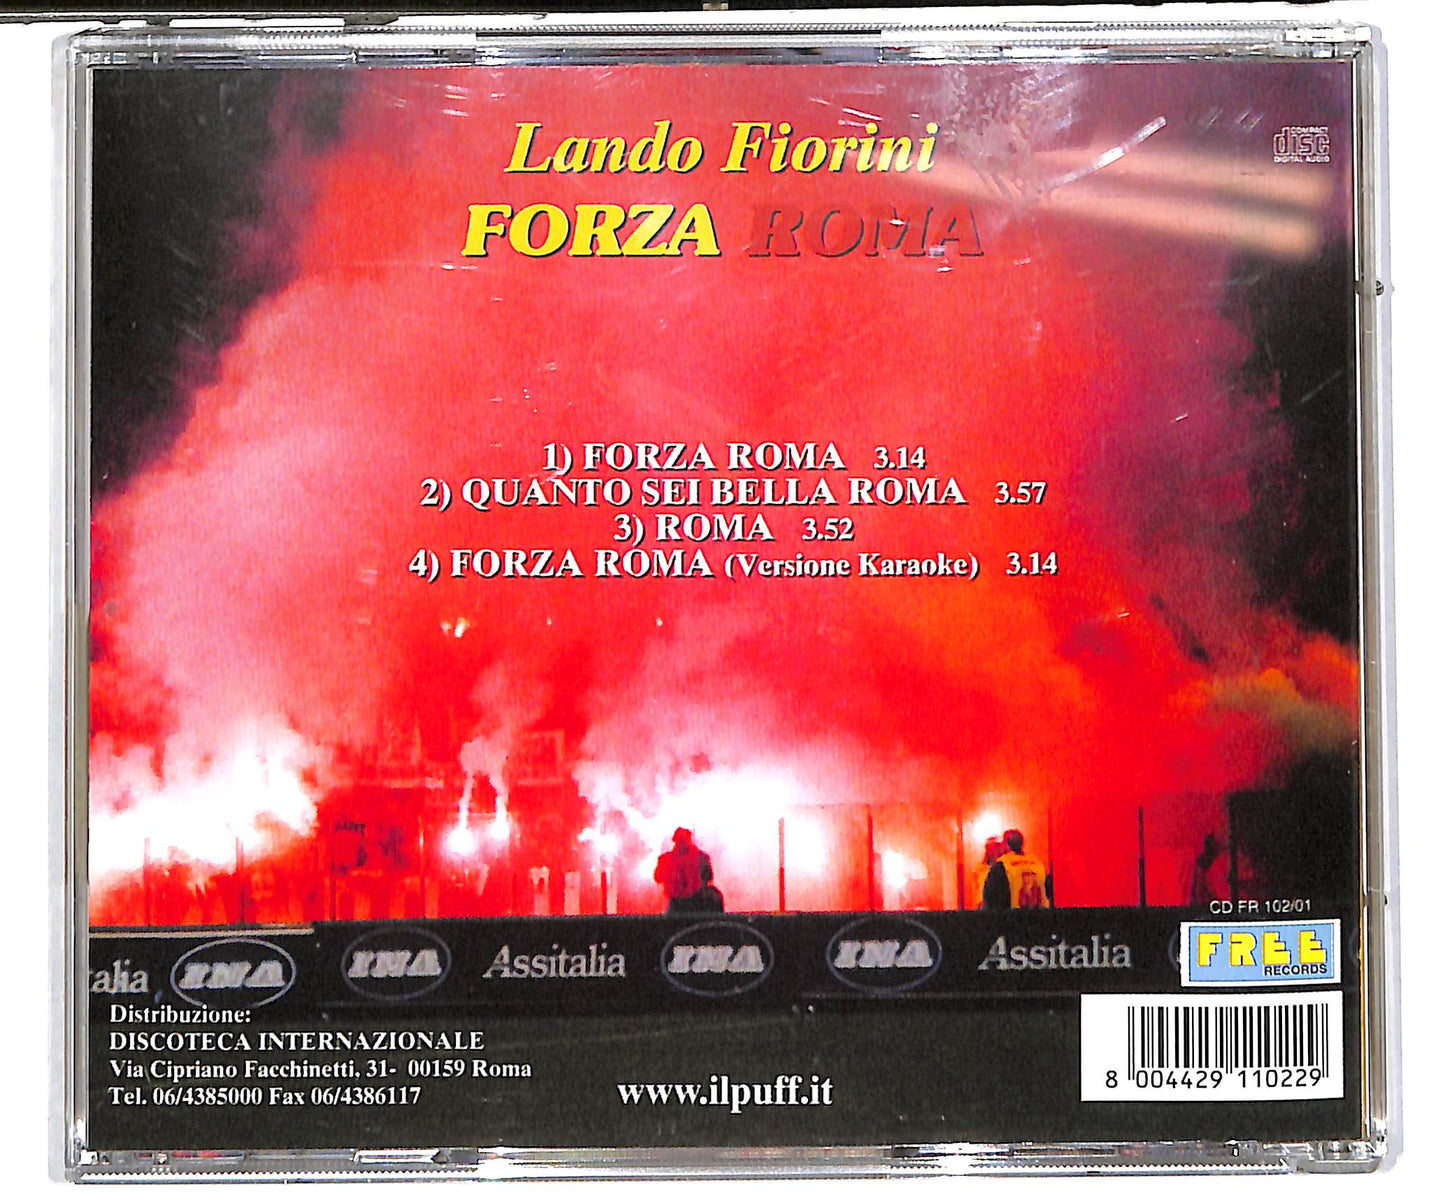 Lando Fiorini
COMPACT
disc
DIGITAL AUDIO
FORZA ROMA
1) FORZA ROMA 3.14
2) QUANTO SEI BELLA ROMA 3.57
3) ROMA 3.52
4) FORZA ROMA (Versione Karaoke) 3.14
CD FR 102/01
FREE
RECORDS
talia INA INA Assitalia INA INA Assitalia
Distribuzione:
DISCOTECA INTERNAZIONALE
Via Cipriano Facchinetti, 31- 00159 Roma
Tel. 06/4385000 Fax 06/4386117
www.ilpuff.it
8 004429 110229